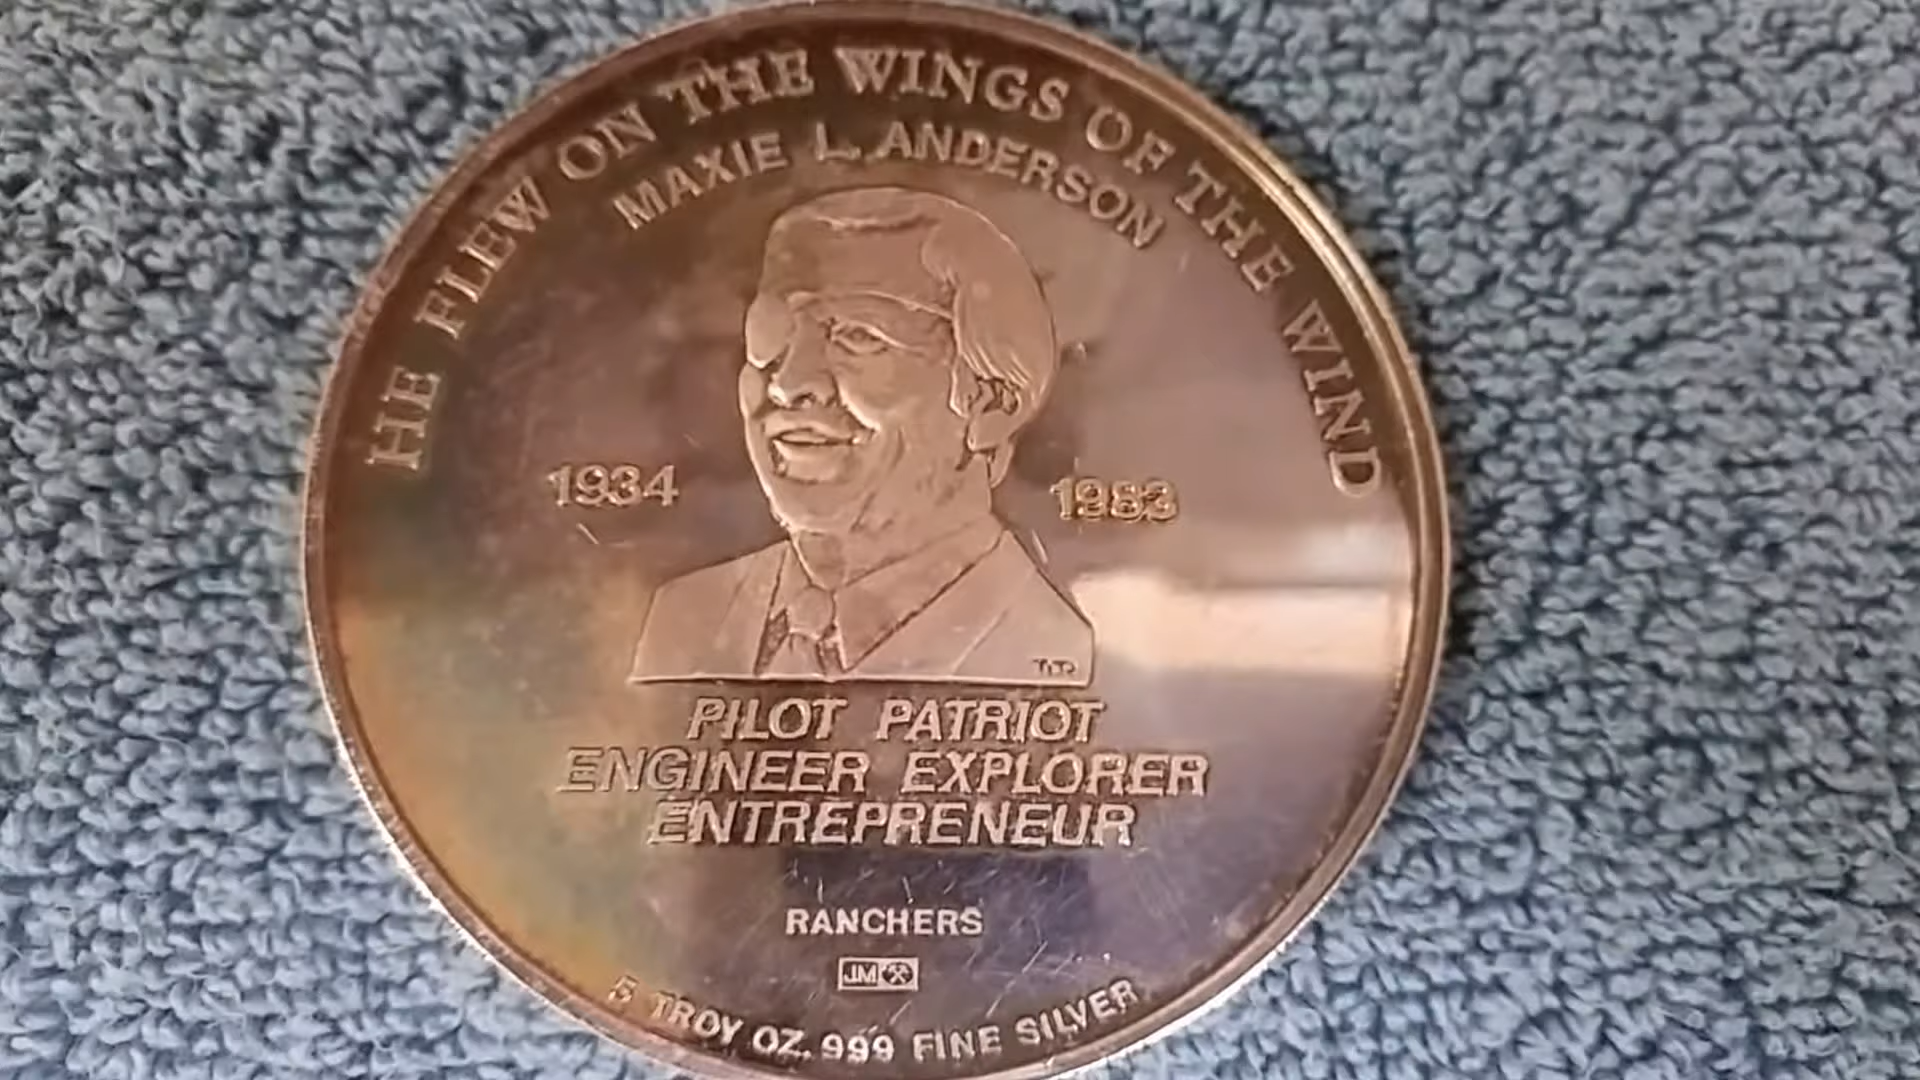 HE FLEW ON THE WINGS OF THE WIND
MAXIE L. ANDERSON
1934 1983
PILOT PATRIOT
ENGINEER EXPLORER
ENTREPRENEUR
RANCHERS
JM
5 TROY OZ. 999 FINE SILVER